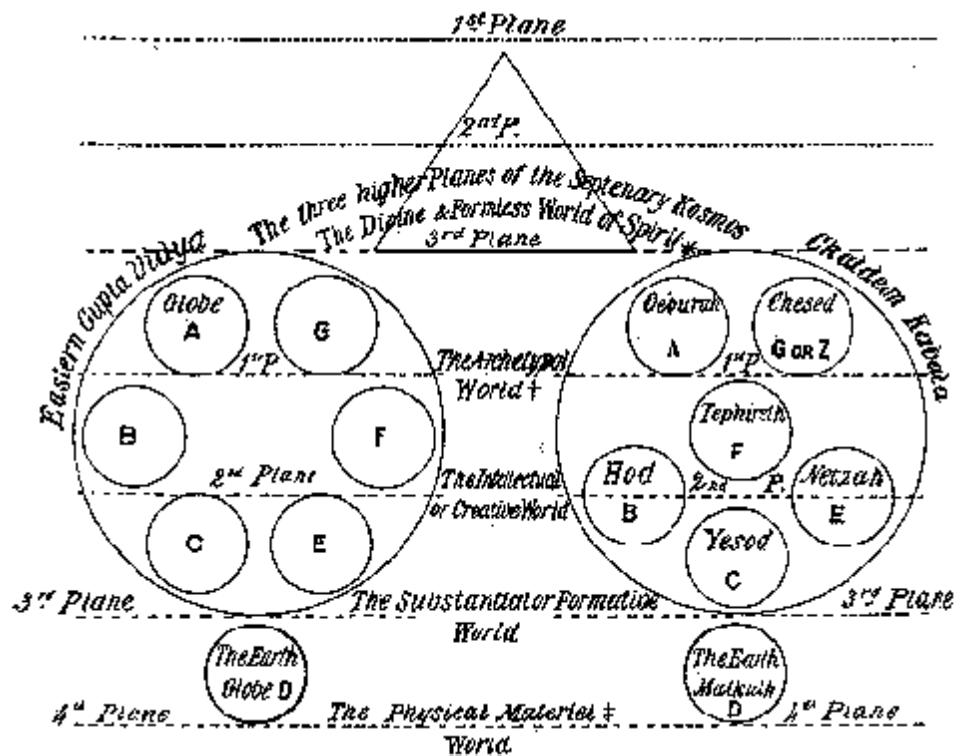 1st Plane
2nd P.
The three higher Planes of the Septenary Kosmos
The Divine & Formless World of Spirit *
3rd Plane
Eastern Gupta Vidya
Chaldean Kabala
Globe
A
G
1st P.
The Archetypal
World ‡
Geburah
A
Chesed
G OR Z
1st P.
B
F
2nd Plane
The Intellectual
or Creative World
Tephireth
F
Hod
B
2nd P.
Netzah
E
C
E
Yesod
C
3rd Plane
The Substantial or Formative
World
3rd Plane
The Earth
Globe D
The Earth
Malkuth
D
4th Plane
The Physical Material ‡
World
4th Plane